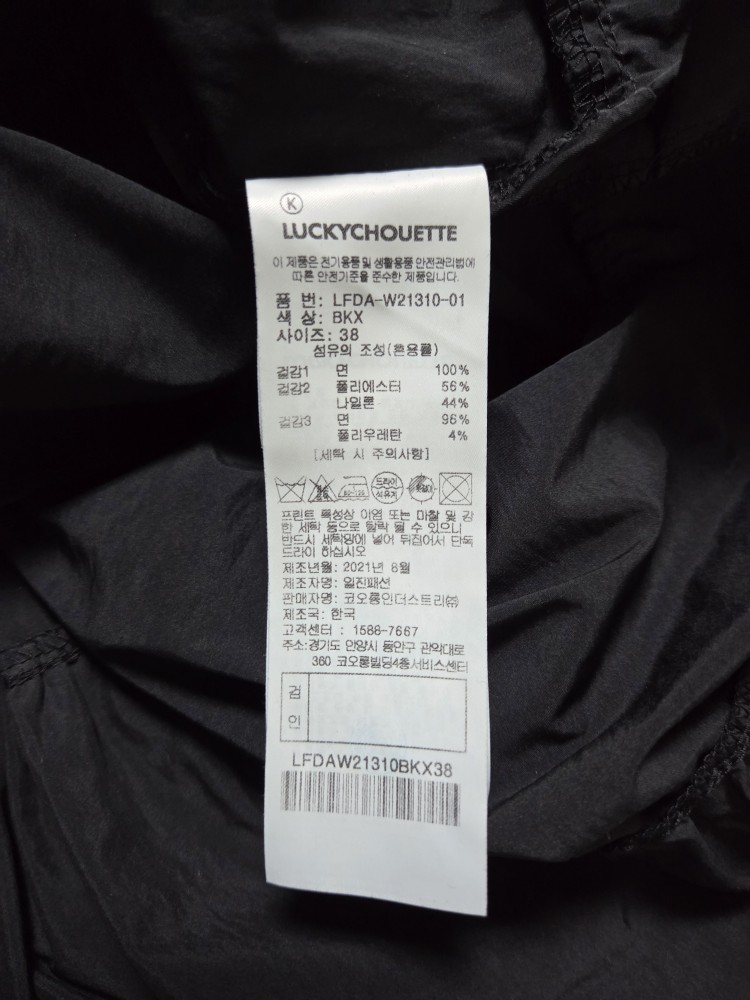 K
LUCKYCHOUETTE
이 제품은 전기용품 및 생활용품 안전관리법에
따른 안전기준을 준수한 제품입니다.
품 번: LFDA-W21310-01
색 상: BKX
사이즈: 38
섬유의 조성(혼용률)
겉감1 면 100%
겉감2 폴리에스터 56%
나일론 44%
겉감3 면 96%
폴리우레탄 4%
[세탁 시 주의사항]
드라이
석유계
프린트 특성상 이염 또는 마찰 및 강
한 세탁 등으로 탈락 될 수 있으니
반드시 세탁망에 넣어 뒤집어서 단독
드라이 하십시오
제조년월: 2021년 8월
제조자명: 일진패션
판매자명: 코오롱인더스트리㈜
제조국: 한국
고객센터 : 1588-7667
주소:경기도 안양시 동안구 관악대로
360 코오롱빌딩4층서비스센터
검
인
LFDAW21310BKX38